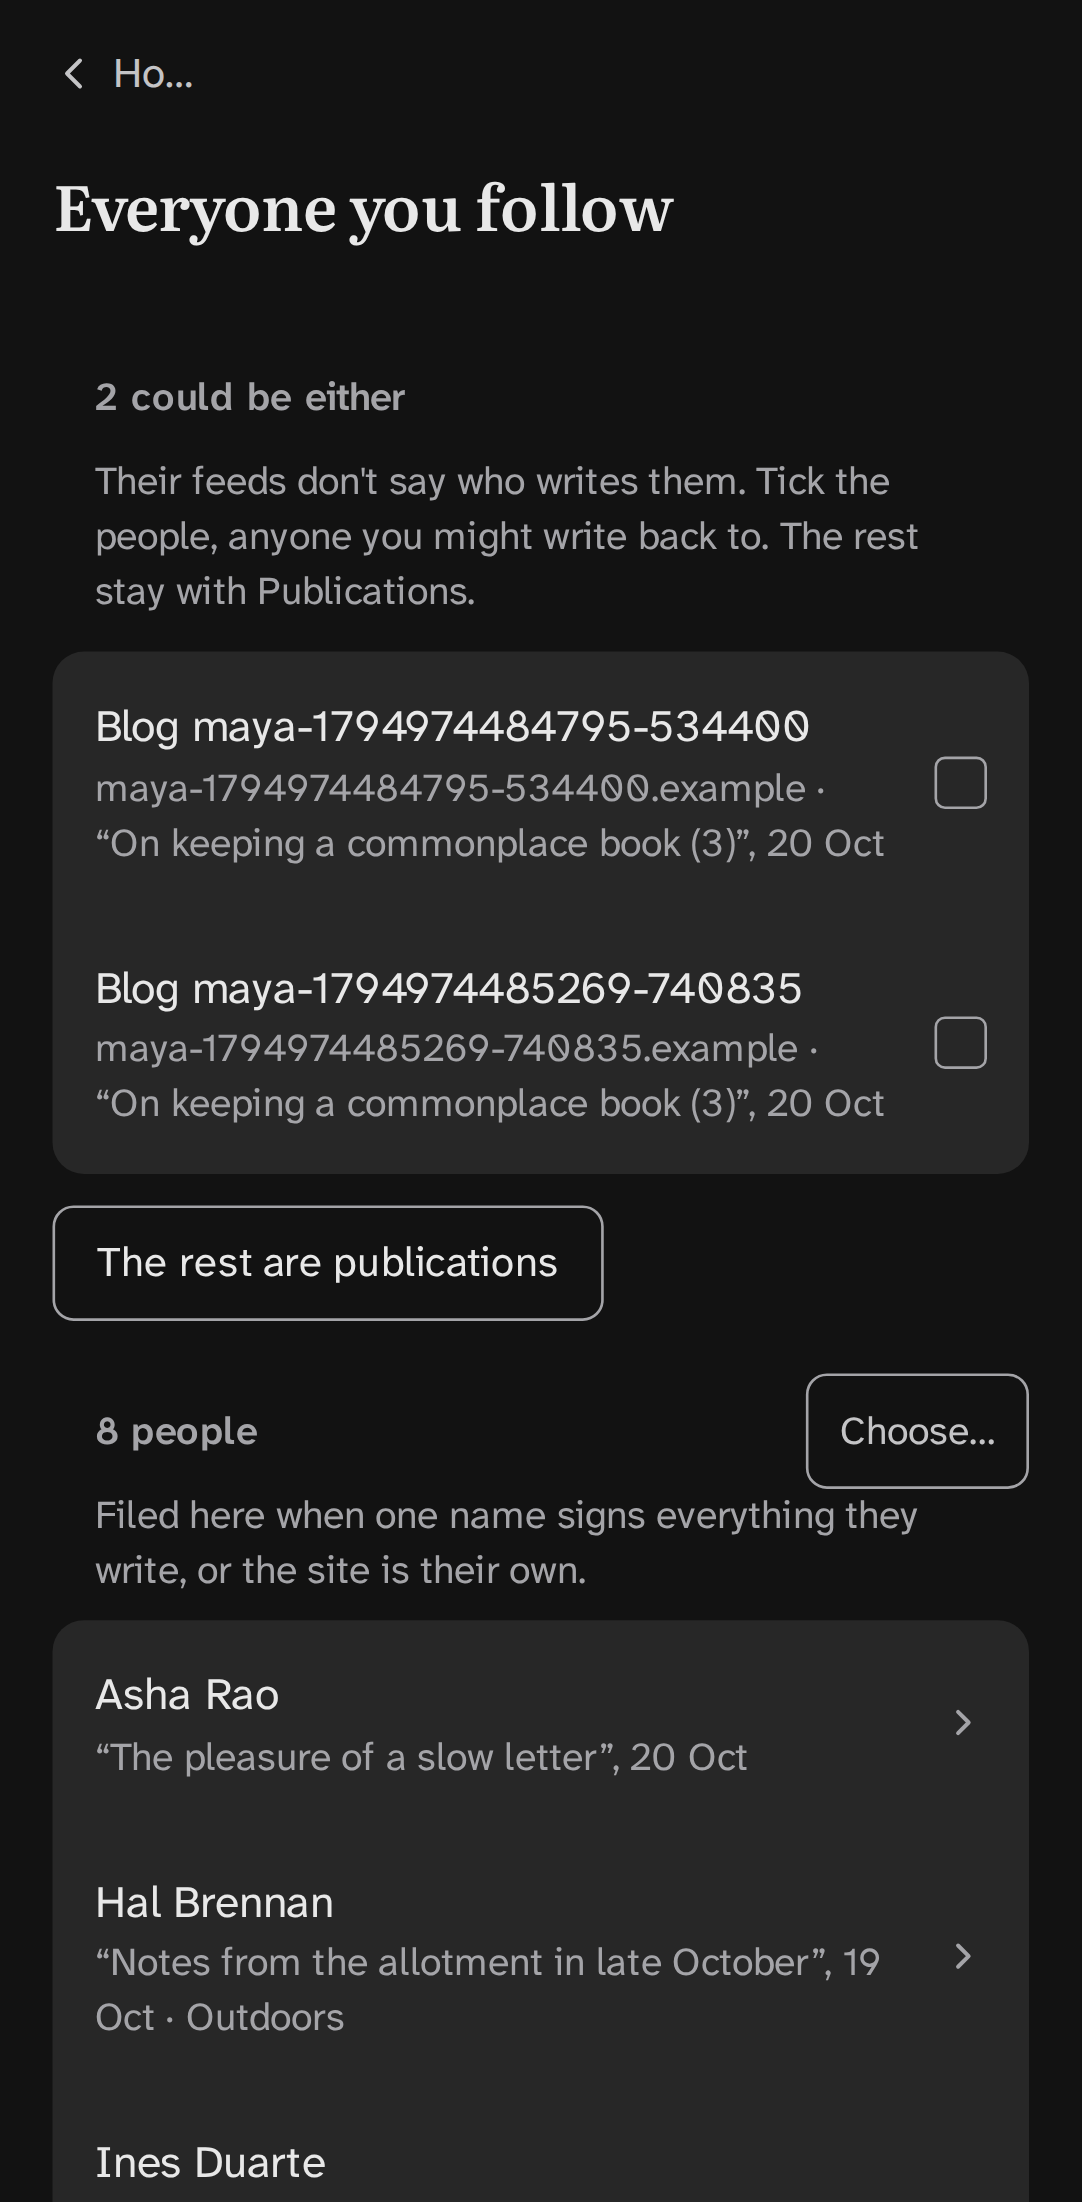 Ho...
Everyone you follow
2 could be either
Their feeds don't say who writes them. Tick the
people, anyone you might write back to. The rest
stay with Publications.
Blog maya-1794974484795-534400
maya-1794974484795-534400.example ·
“On keeping a commonplace book (3)”, 20 Oct
Blog maya-1794974485269-740835
maya-1794974485269-740835.example ·
“On keeping a commonplace book (3)”, 20 Oct
The rest are publications
8 people
Choose...
Filed here when one name signs everything they
write, or the site is their own.
Asha Rao
“The pleasure of a slow letter”, 20 Oct
Hal Brennan
“Notes from the allotment in late October”, 19
Oct · Outdoors
Ines Duarte